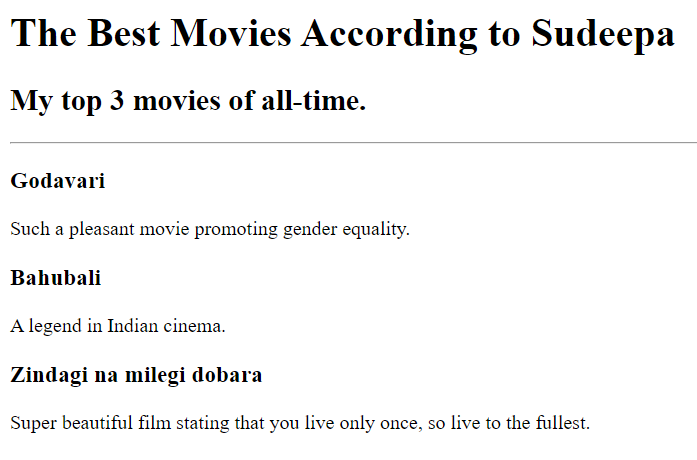 The Best Movies According to Sudeepa
My top 3 movies of all-time.
Godavari
Such a pleasant movie promoting gender equality.
Bahubali
A legend in Indian cinema.
Zindagi na milegi dobara
Super beautiful film stating that you live only once, so live to the fullest.